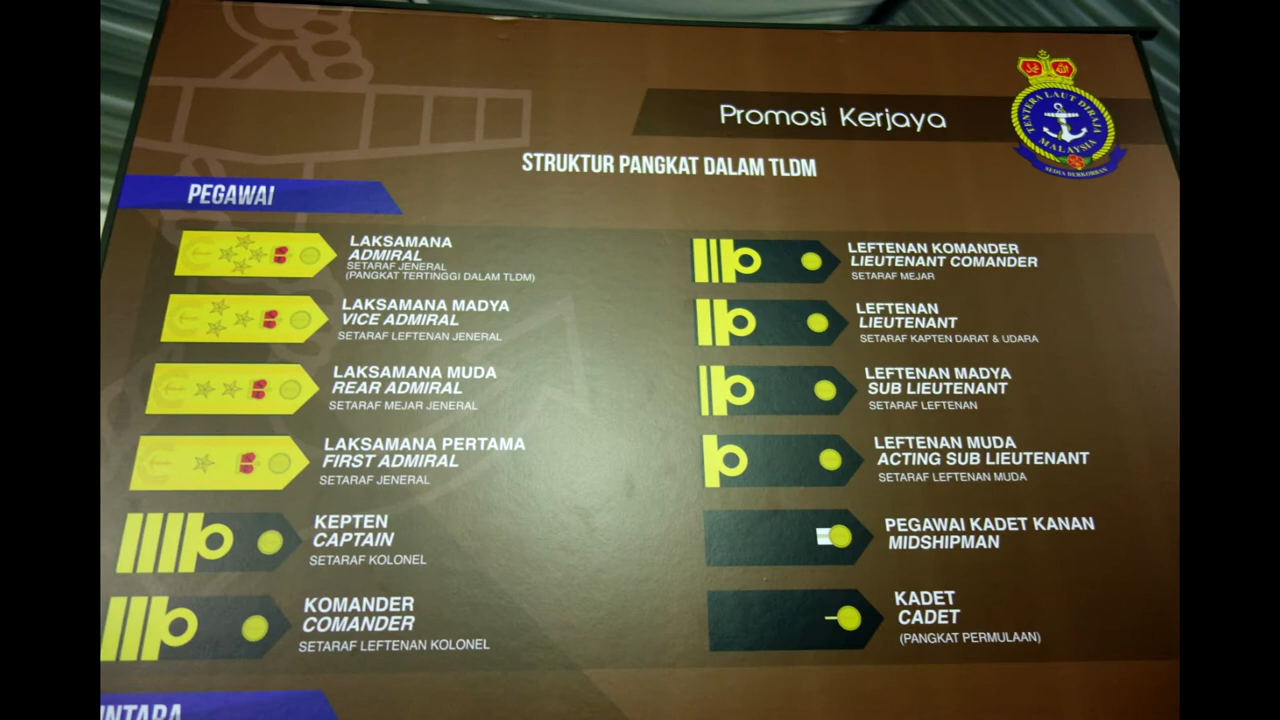 Promosi Kerjaya
TENTERA LAUT DIRAJA
MALAYSIA
SEDIA BERKORBAN
STRUKTUR PANGKAT DALAM TLDM
PEGAWAI
LAKSAMANA
ADMIRAL
SETARAF JENERAL
(PANGKAT TERTINGGI DALAM TLDM)
LAKSAMANA MADYA
VICE ADMIRAL
SETARAF LEFTENAN JENERAL
LAKSAMANA MUDA
REAR ADMIRAL
SETARAF MEJAR JENERAL
LAKSAMANA PERTAMA
FIRST ADMIRAL
SETARAF JENERAL
KEPTEN
CAPTAIN
SETARAF KOLONEL
KOMANDER
COMANDER
SETARAF LEFTENAN KOLONEL
LEFTENAN KOMANDER
LIEUTENANT COMANDER
SETARAF MEJAR
LEFTENAN
LIEUTENANT
SETARAF KAPTEN DARAT & UDARA
LEFTENAN MADYA
SUB LIEUTENANT
SETARAF LEFTENAN
LEFTENAN MUDA
ACTING SUB LIEUTENANT
SETARAF LEFTENAN MUDA
PEGAWAI KADET KANAN
MIDSHIPMAN
KADET
CADET
(PANGKAT PERMULAAN)